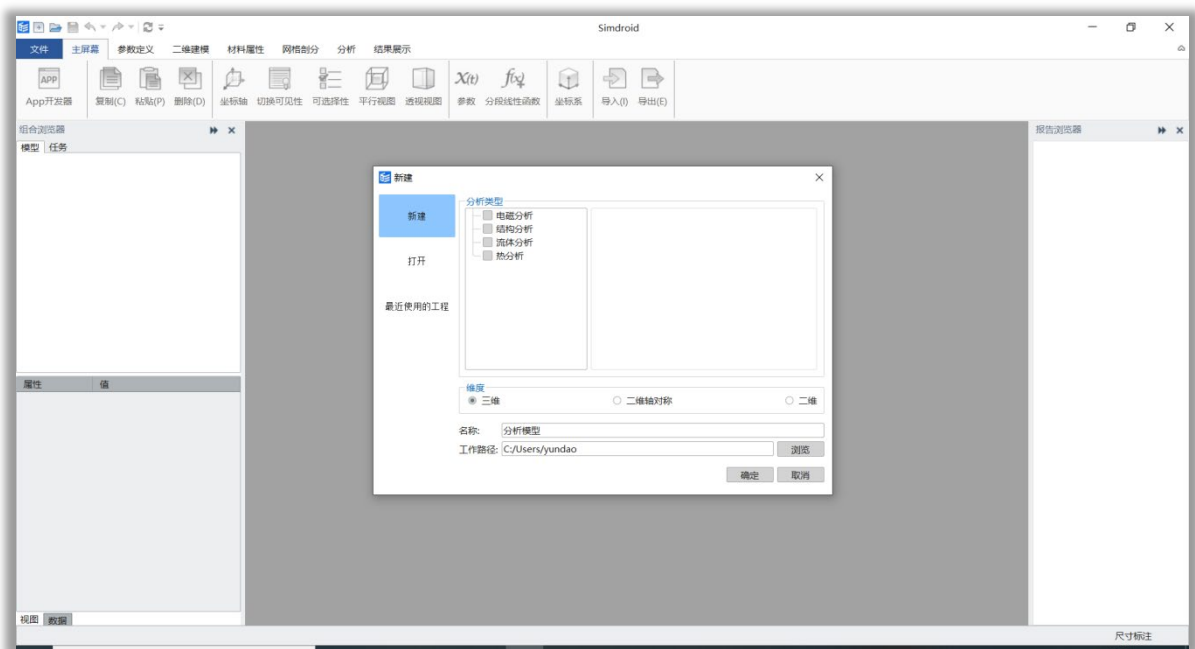 Simdroid
文件 主屏幕 参数定义 二维建模 材料属性 网格剖分 分析 结果展示
APP X(t) f(x)
App开发器 复制(C) 粘贴(P) 删除(D) 坐标轴 切换可见性 可选择性 平行视图 透视视图 参数 分段线性函数 坐标系 导入(I) 导出(E)
组合浏览器 报告浏览器
模型 任务
新建
分析类型
新建
电磁分析
结构分析
流体分析
热分析
打开
最近使用的工程
属性 值
维度
三维 二维轴对称 二维
名称: 分析模型
工作路径: C:/Users/yundao 浏览
确定 取消
视图 数据
尺寸标注